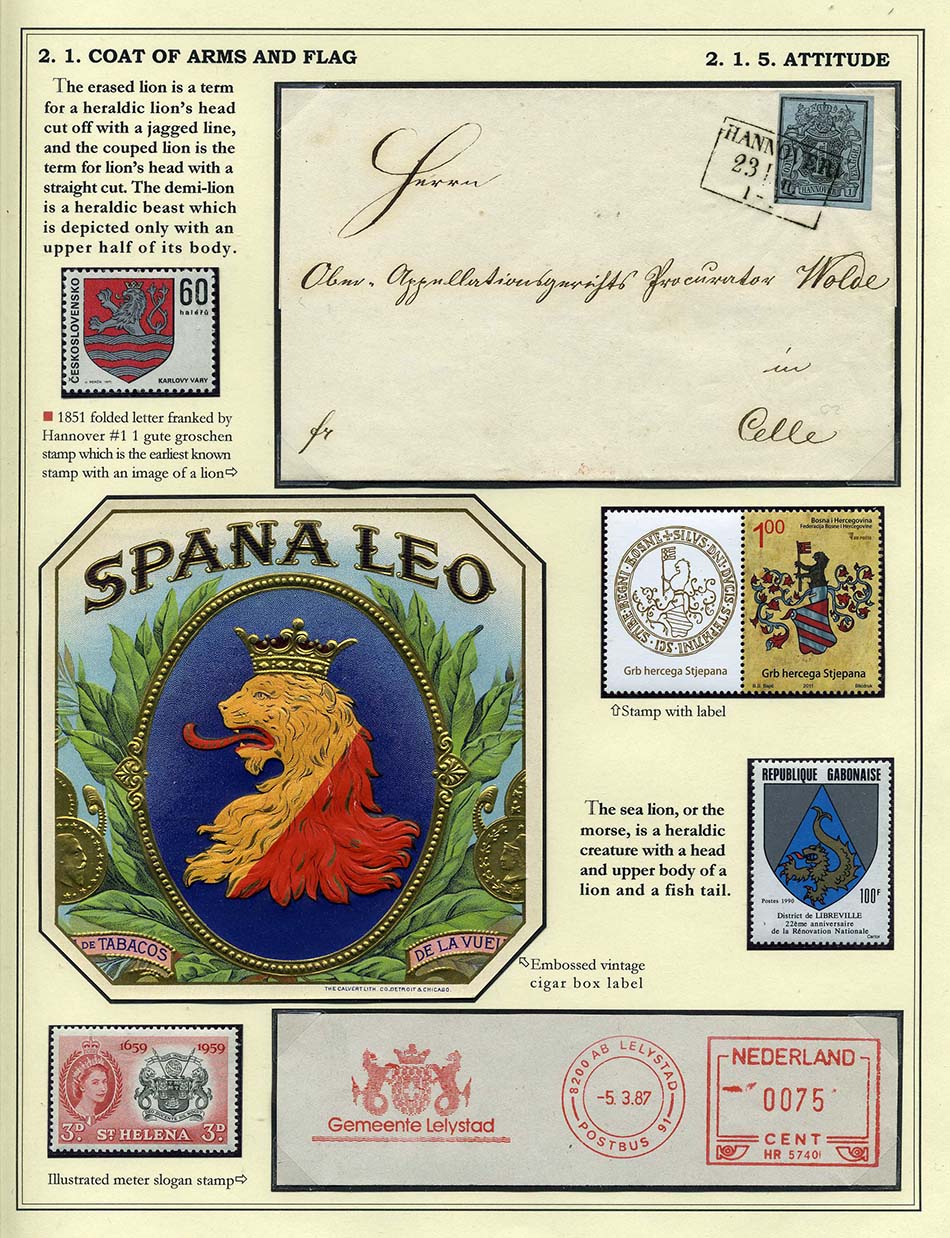 2. 1. COAT OF ARMS AND FLAG
2. 1. 5. ATTITUDE
The erased lion is a term
for a heraldic lion's head
cut off with a jagged line,
and the couped lion is the
term for lion's head with a
straight cut. The demi-lion
is a heraldic beast which
is depicted only with an
upper half of its body.
HANNOVER
23
HANNOVER
1
Herrn
Ober-Appellationsgerichts Procurator Wolde
in
fr
Celle
ČESKOSLOVENSKO
60
haléřů
KARLOVY VARY
1851 folded letter franked by
Hannover #1 1 gute groschen
stamp which is the earliest known
stamp with an image of a lion⇨
SPANA LEO
DE TABACOS
DE LA VUEL
THE CALVERT LITH. CO. DETROIT & CHICAGO.
Grb hercega Stjepana
1.00
Bosna i Hercegovina
Federacija Bosne i Hercegovine
Grb hercega Stjepana
2011
⇧Stamp with label
The sea lion, or the
morse, is a heraldic
creature with a head
and upper body of a
lion and a fish tail.
REPUBLIQUE GABONAISE
Postes 1990
100F
District de LIBREVILLE
22ème anniversaire
de la Rénovation Nationale
Embossed vintage
cigar box label
1659 1959
3D. ST HELENA 3D.
Illustrated meter slogan stamp⇨
Gemeente Lelystad
8200 AB LELYSTAD
-5. 3.87
POSTBUS 91
NEDERLAND
0075
CENT
HR 5740